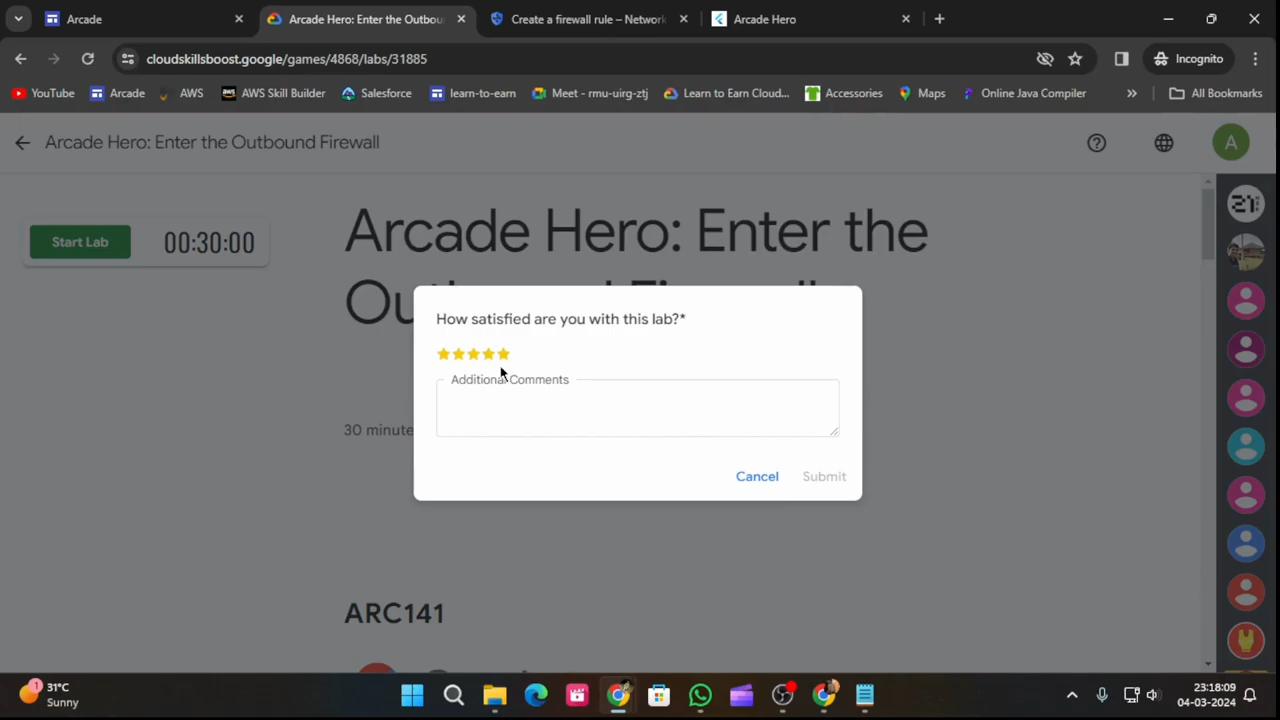 Arcade
Arcade Hero: Enter the Outbou
Create a firewall rule – Network
Arcade Hero
cloudskillsboost.google/games/4868/labs/31885
Incognito
YouTube
Arcade
AWS
AWS Skill Builder
Salesforce
learn-to-earn
Meet - rmu-uirg-ztj
Learn to Earn Cloud...
Accessories
Maps
Online Java Compiler
»
All Bookmarks
Arcade Hero: Enter the Outbound Firewall
A
Start Lab
00:30:00
Arcade Hero: Enter the
How satisfied are you with this lab?*
Additional Comments
30 minute
Cancel
Submit
ARC141
1
31°C
Sunny
23:18:09
04-03-2024